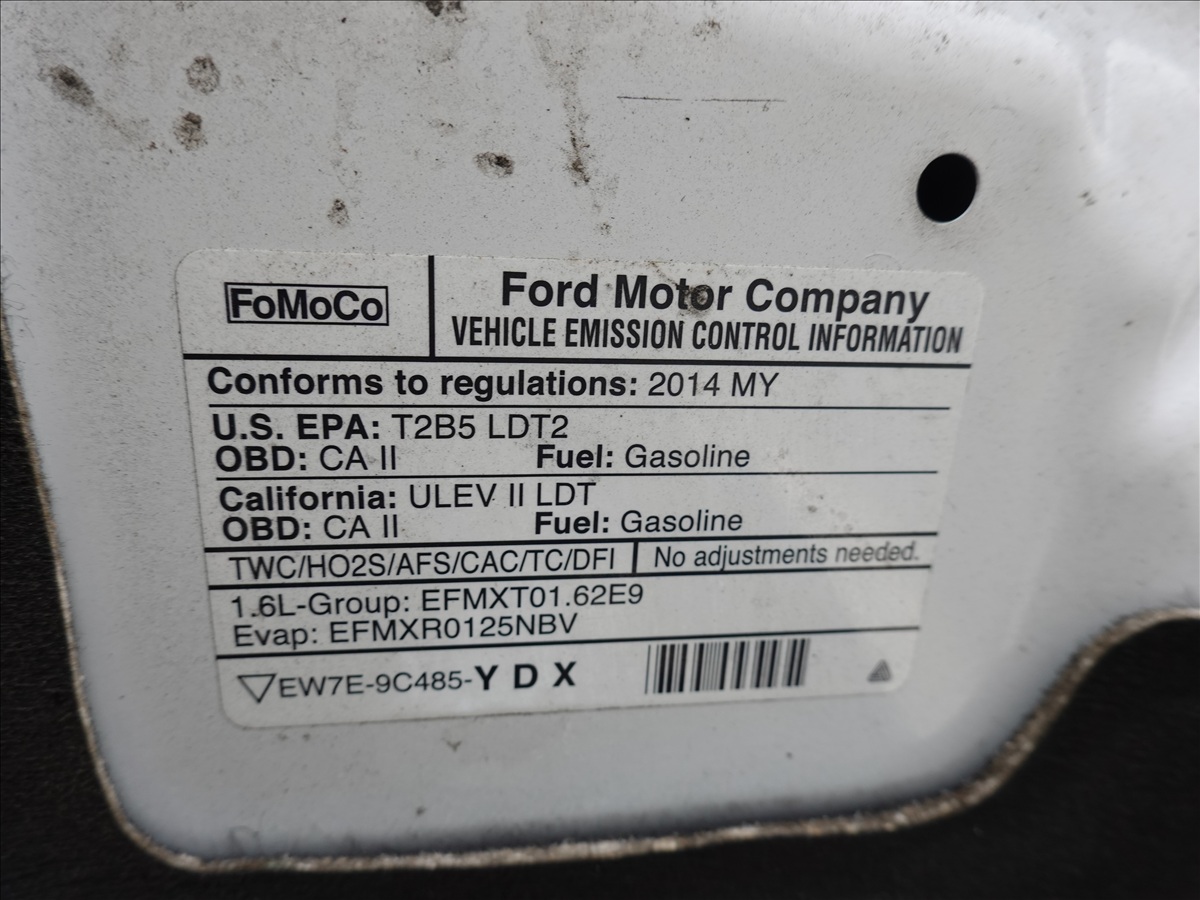 FoMoCo
Ford Motor Company
VEHICLE EMISSION CONTROL INFORMATION
Conforms to regulations: 2014 MY
U.S. EPA: T2B5 LDT2
OBD: CA II Fuel: Gasoline
California: ULEV II LDT
OBD: CA II Fuel: Gasoline
TWC/HO2S/AFS/CAC/TC/DFI No adjustments needed.
1.6L-Group: EFMXT01.62E9
Evap: EFMXR0125NBV
EW7E-9C485-Y D X